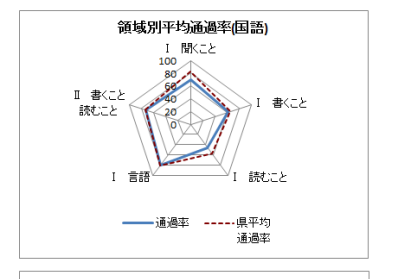 領域別平均通過率(国語)
Ⅰ 聞くこと
100
80
60
40
20
0
Ⅰ 書くこと
Ⅰ 読むこと
Ⅰ 言語
Ⅱ 書くこと
読むこと
通過率
県平均
通過率